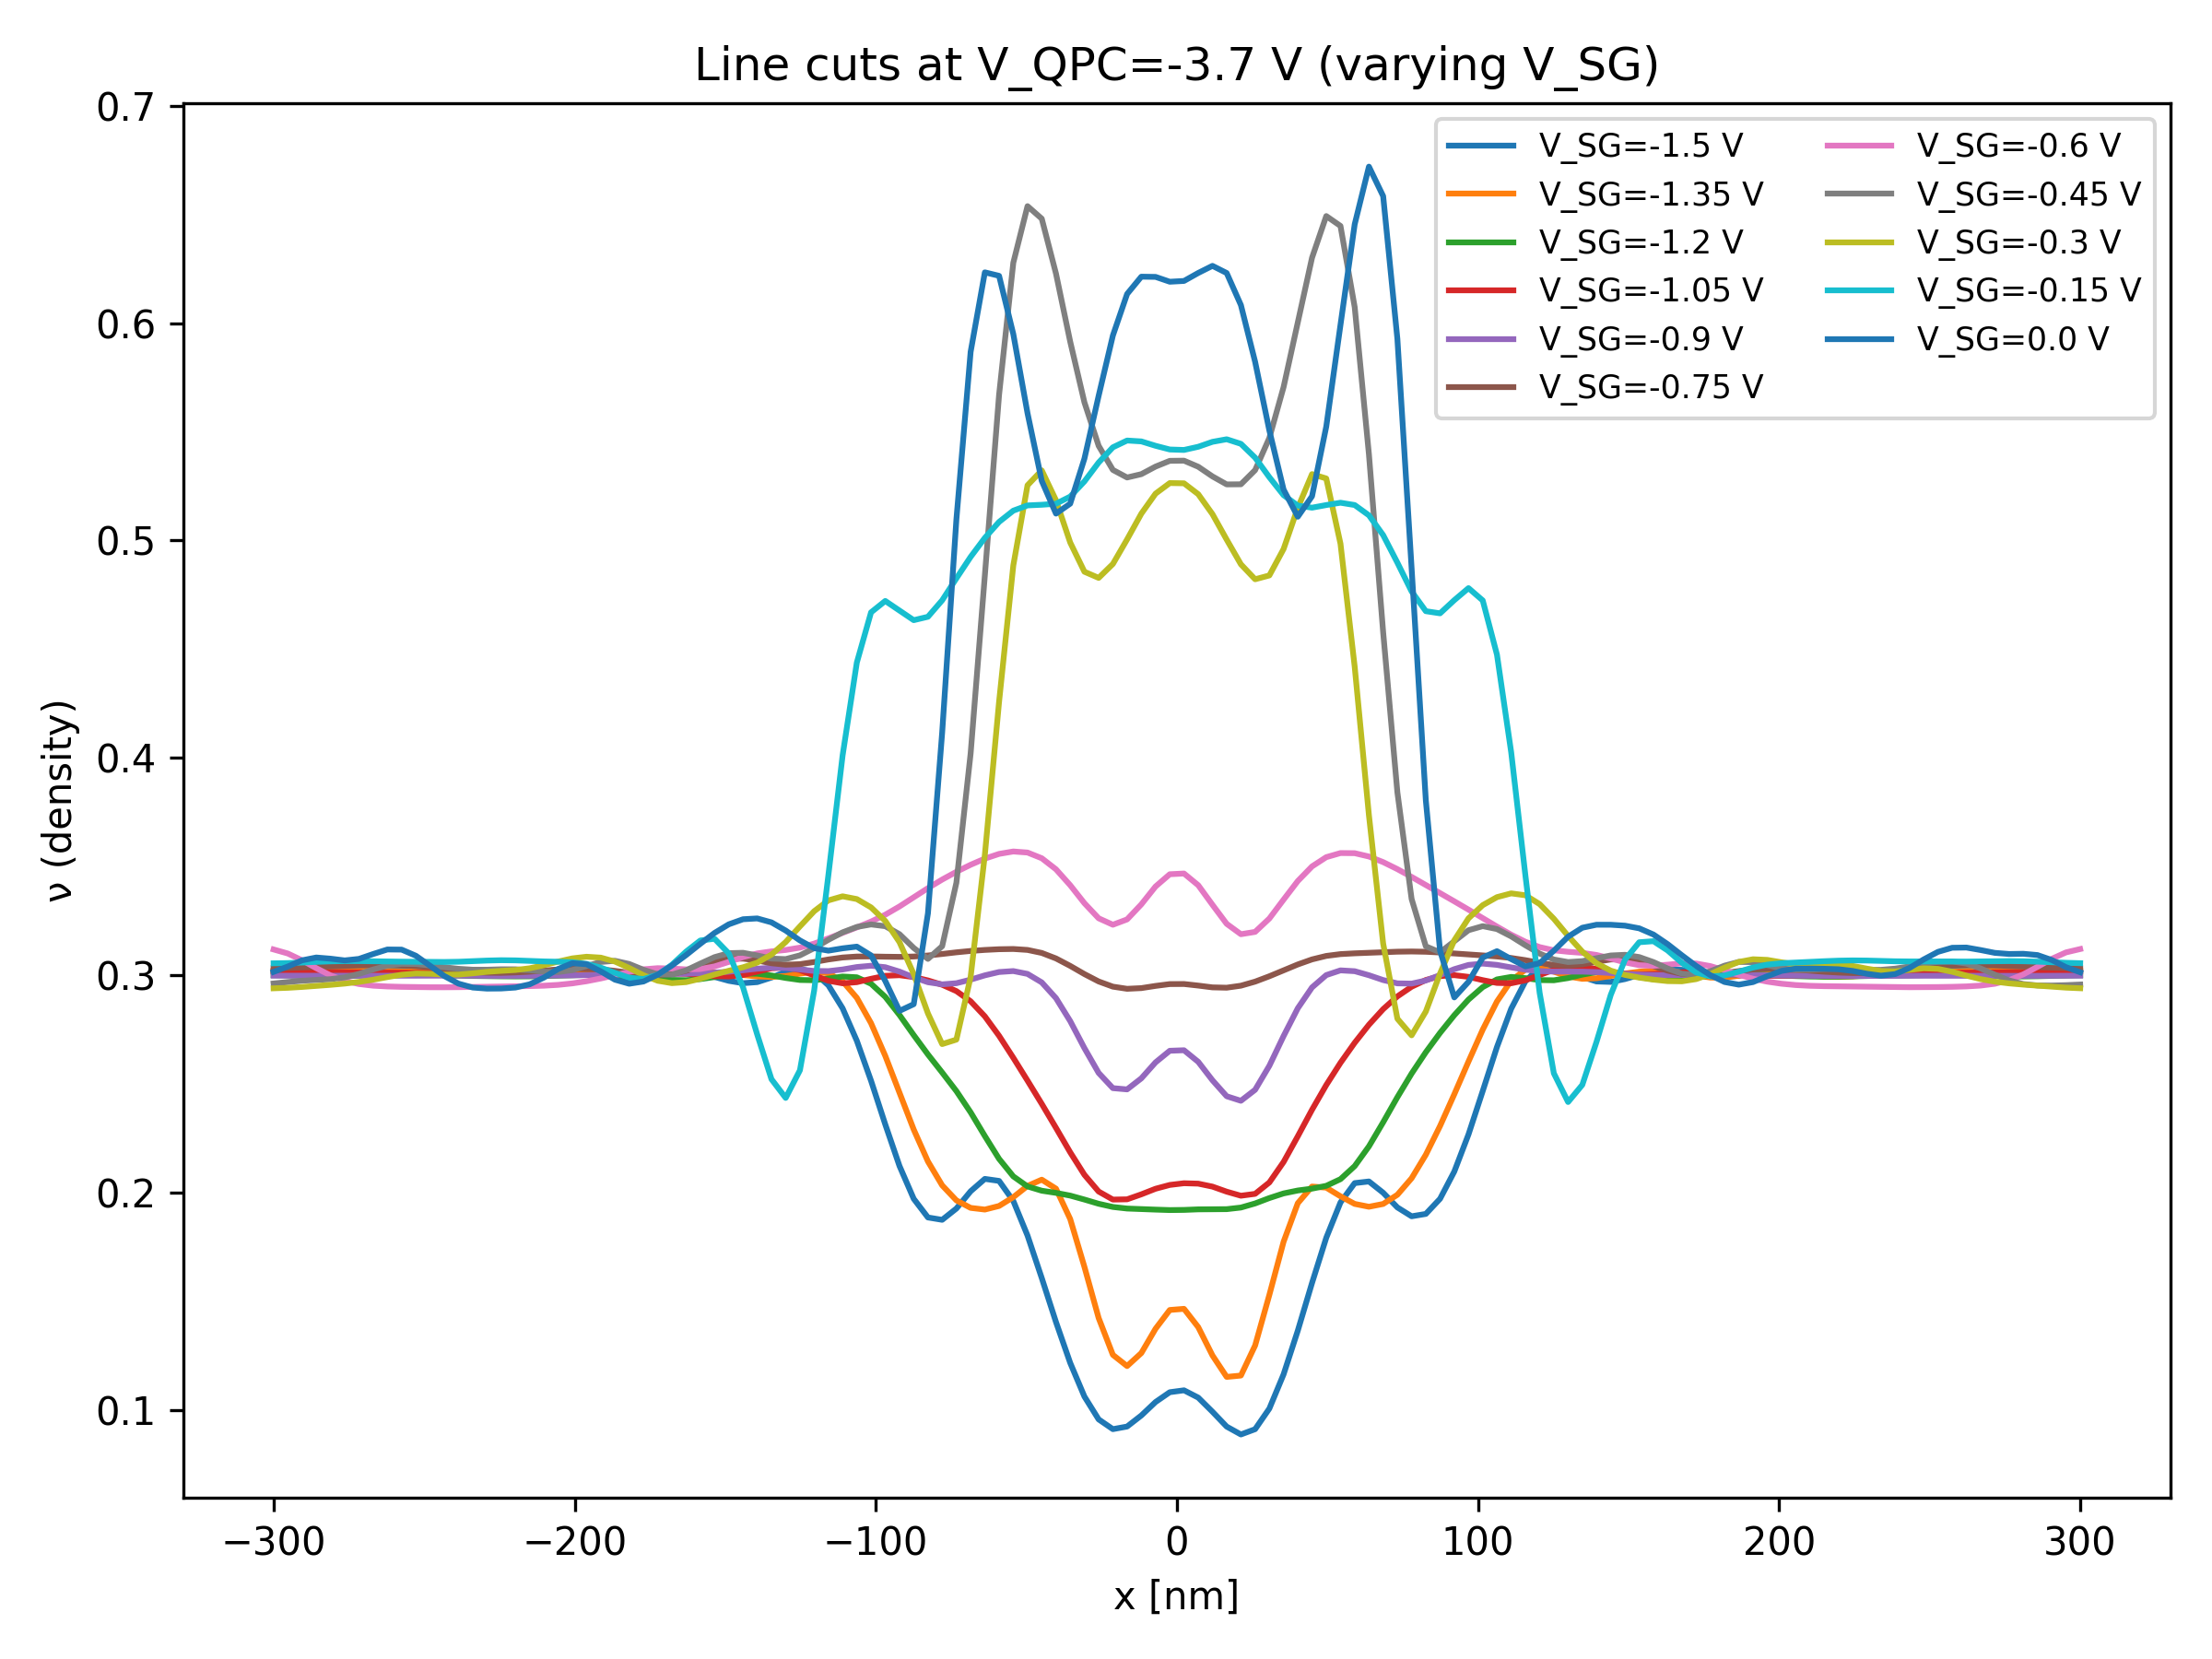 Line cuts at V_QPC=-3.7 V (varying V_SG)
0.7
0.6
0.5
0.4
0.3
0.2
0.1
ν (density)
V_SG=-1.5 V
V_SG=-1.35 V
V_SG=-1.2 V
V_SG=-1.05 V
V_SG=-0.9 V
V_SG=-0.75 V
V_SG=-0.6 V
V_SG=-0.45 V
V_SG=-0.3 V
V_SG=-0.15 V
V_SG=0.0 V
−300 −200 −100 0 100 200 300
x [nm]